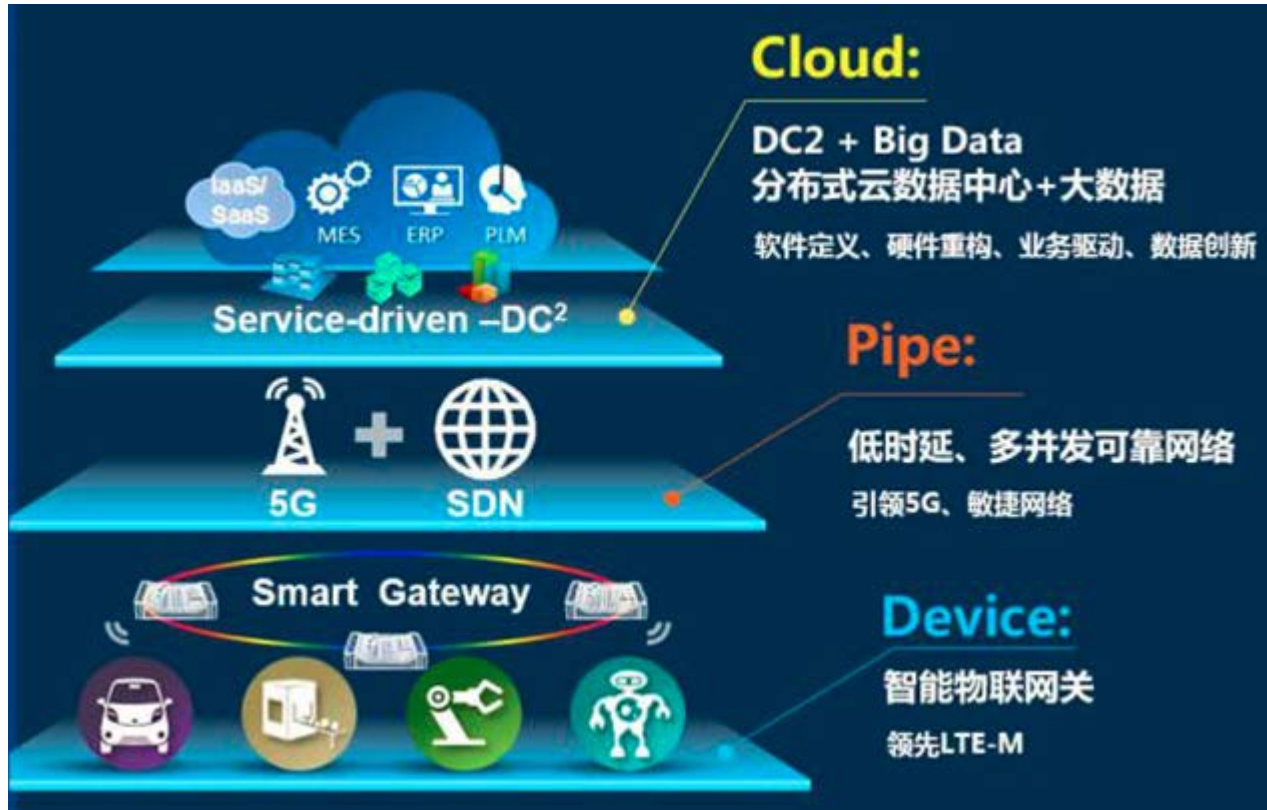 Cloud:
DC2 + Big Data
分布式云数据中心+大数据
软件定义、硬件重构、业务驱动、数据创新
IaaS/
SaaS
MES ERP PLM
Service-driven –DC²
Pipe:
低时延、多并发可靠网络
引领5G、敏捷网络
5G SDN
Smart Gateway
Device:
智能物联网关
领先LTE-M